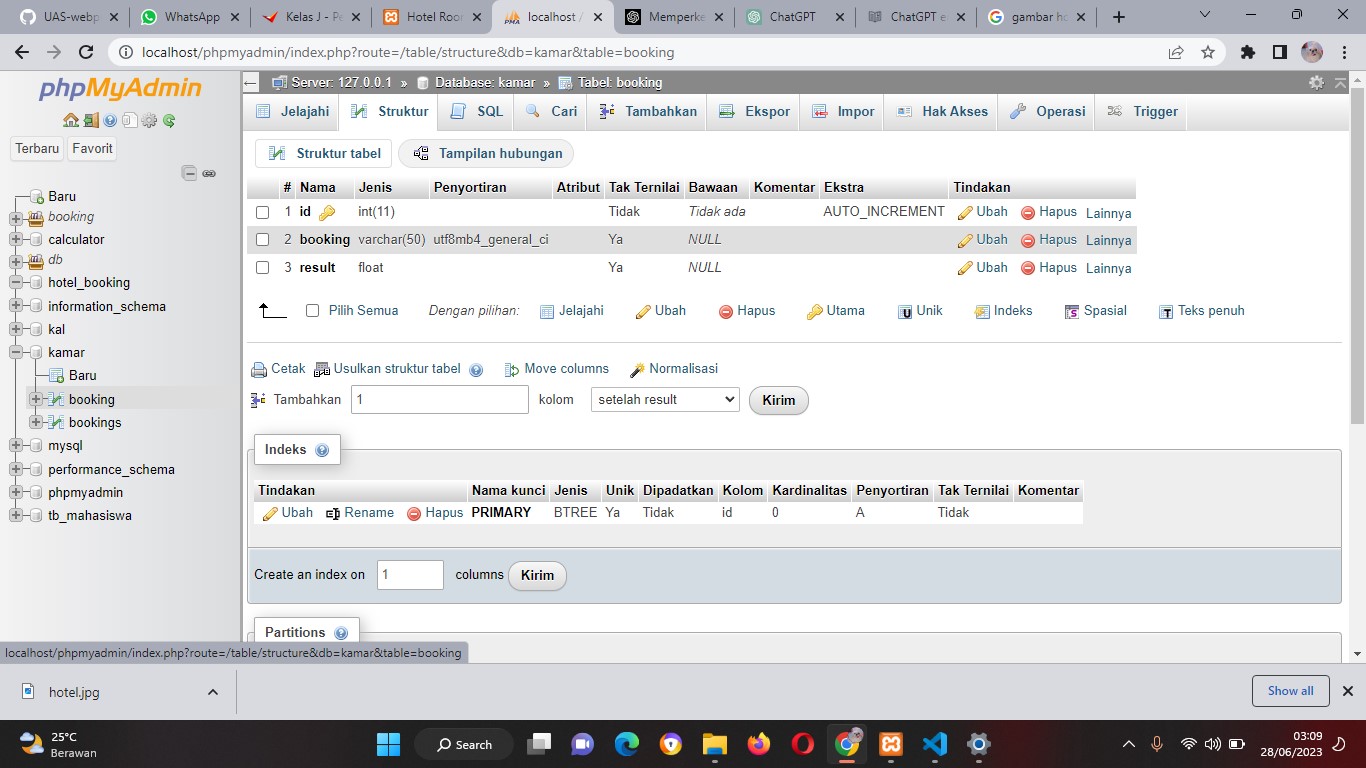 UAS-webp
WhatsApp
Kelas J - Pe
Hotel Roor
localhost /
Memperke
ChatGPT
ChatGPT e
gambar ho
localhost/phpmyadmin/index.php?route=/table/structure&db=kamar&table=booking
phpMyAdmin
Terbaru Favorit
Baru
booking
calculator
db
hotel_booking
information_schema
kal
kamar
Baru
booking
bookings
mysql
performance_schema
phpmyadmin
tb_mahasiswa
Server: 127.0.0.1 » Database: kamar » Tabel: booking
Jelajahi Struktur SQL Cari Tambahkan Ekspor Impor Hak Akses Operasi Trigger
Struktur tabel Tampilan hubungan
# Nama Jenis Penyortiran Atribut Tak Ternilai Bawaan Komentar Ekstra Tindakan
1 id int(11) Tidak Tidak ada AUTO_INCREMENT Ubah Hapus Lainnya
2 booking varchar(50) utf8mb4_general_ci Ya NULL Ubah Hapus Lainnya
3 result float Ya NULL Ubah Hapus Lainnya
Pilih Semua Dengan pilihan: Jelajahi Ubah Hapus Utama Unik Indeks Spasial Teks penuh
Cetak Usulkan struktur tabel Move columns Normalisasi
Tambahkan 1 kolom setelah result Kirim
Indeks
Tindakan Nama kunci Jenis Unik Dipadatkan Kolom Kardinalitas Penyortiran Tak Ternilai Komentar
Ubah Rename Hapus PRIMARY BTREE Ya Tidak id 0 A Tidak
Create an index on 1 columns Kirim
Partitions
localhost/phpmyadmin/index.php?route=/table/structure&db=kamar&table=booking
hotel.jpg
Show all
25°C
Berawan
Search
03:09
28/06/2023